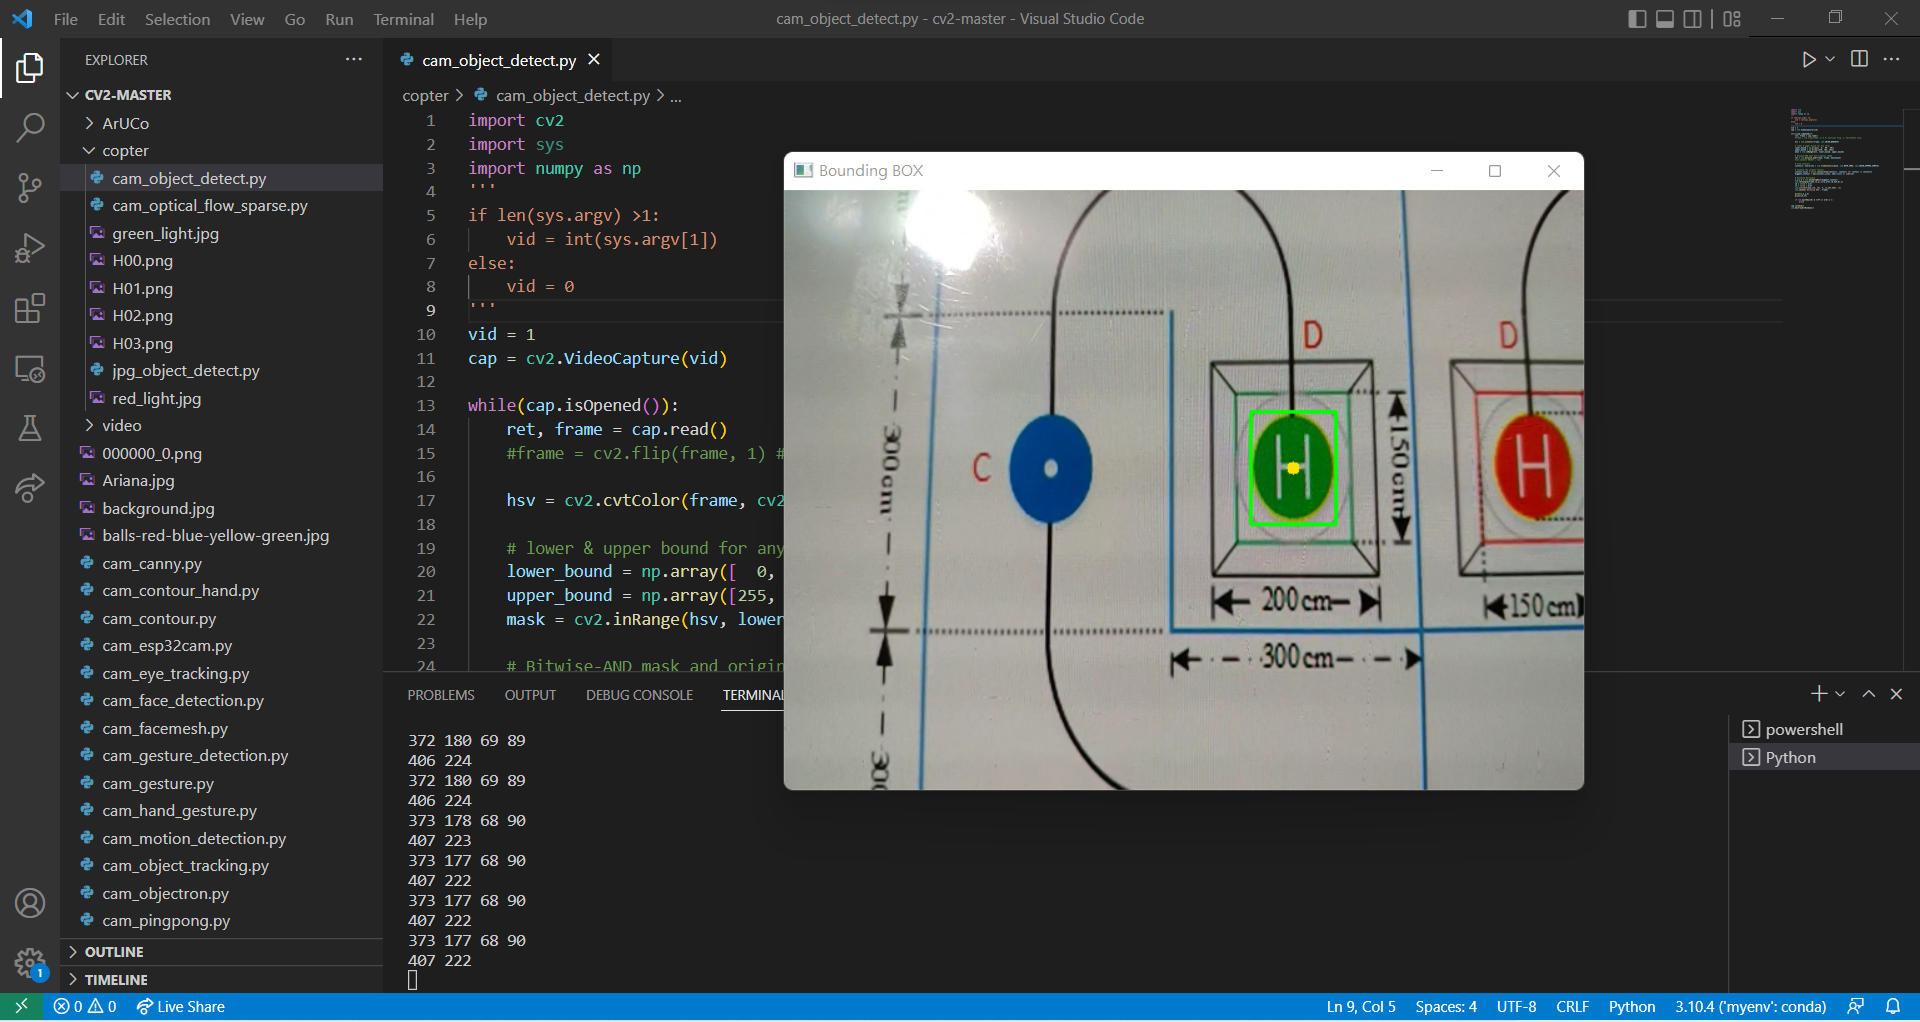 File Edit Selection View Go Run Terminal Help
cam_object_detect.py - cv2-master - Visual Studio Code
EXPLORER
CV2-MASTER
ArUCo
copter
cam_object_detect.py
cam_optical_flow_sparse.py
green_light.jpg
H00.png
H01.png
H02.png
H03.png
jpg_object_detect.py
red_light.jpg
video
000000_0.png
Ariana.jpg
background.jpg
balls-red-blue-yellow-green.jpg
cam_canny.py
cam_contour_hand.py
cam_contour.py
cam_esp32cam.py
cam_eye_tracking.py
cam_face_detection.py
cam_facemesh.py
cam_gesture_detection.py
cam_gesture.py
cam_hand_gesture.py
cam_motion_detection.py
cam_object_tracking.py
cam_objectron.py
cam_pingpong.py
OUTLINE
TIMELINE
cam_object_detect.py
copter > cam_object_detect.py > ...
1 import cv2
2 import sys
3 import numpy as np
4 '''
5 if len(sys.argv) >1:
6     vid = int(sys.argv[1])
7 else:
8     vid = 0
9 '''
10 vid = 1
11 cap = cv2.VideoCapture(vid)
12
13 while(cap.isOpened()):
14     ret, frame = cap.read()
15     #frame = cv2.flip(frame, 1) #
16
17     hsv = cv2.cvtColor(frame, cv2
18
19     # lower & upper bound for any
20     lower_bound = np.array([  0,
21     upper_bound = np.array([255,
22     mask = cv2.inRange(hsv, lower
23
24     # Bitwise-AND mask and origin
Bounding BOX
D
D
C
H
H
300cm
150cm
200cm
150cm
300cm
30
PROBLEMS OUTPUT DEBUG CONSOLE TERMINAL
372 180 69 89
406 224
372 180 69 89
406 224
373 178 68 90
407 223
373 177 68 90
407 222
373 177 68 90
407 222
373 177 68 90
407 222
powershell
Python
1
0 0 Live Share
Ln 9, Col 5 Spaces: 4 UTF-8 CRLF Python 3.10.4 ('myenv': conda)